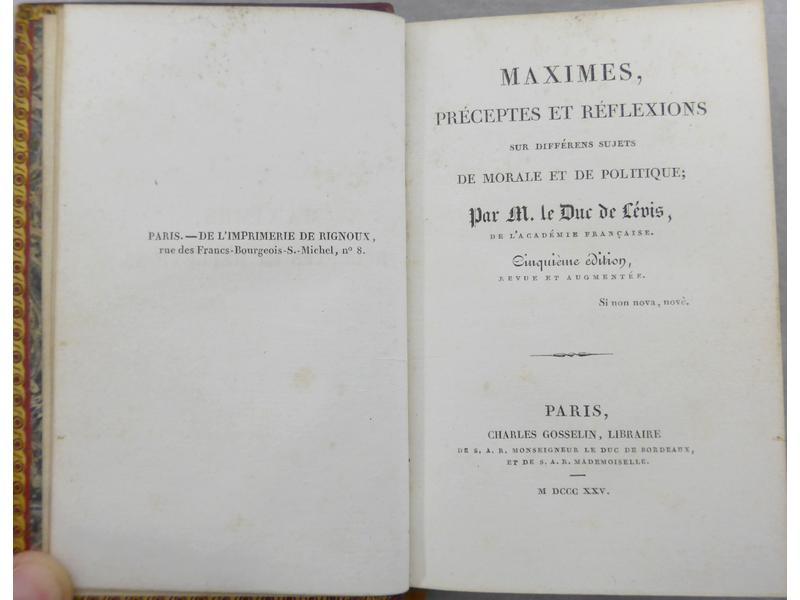 PARIS.—DE L'IMPRIMERIE DE RIGNOUX,
rue des Francs-Bourgeois-S.-Michel, nº 8.
MAXIMES,
PRÉCEPTES ET RÉFLEXIONS
SUR DIFFÉRENS SUJETS
DE MORALE ET DE POLITIQUE;
Par M. le Duc de Lévis,
DE L'ACADÉMIE FRANÇAISE.
Cinquième édition,
REVUE ET AUGMENTÉE.
Si non nova, novè.
PARIS,
CHARLES GOSSELIN, LIBRAIRE
DE S. A. R. MONSEIGNEUR LE DUC DE BORDEAUX,
ET DE S. A. R. MADEMOISELLE.
M DCCC XXV.